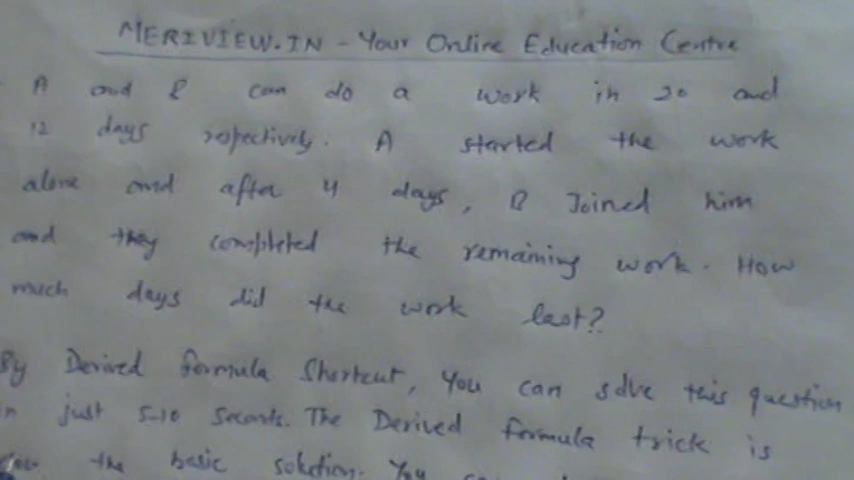 MERIVIEW.IN - Your Online Education Centre
A and B can do a work in 20 and
12 days respectively. A started the work
alone and after 4 days, B Joined him
and they completed the remaining work. How
much days did the work last?
By Derived formula Shortcut, You can solve this question
in just 5-10 Seconds. The Derived formula trick is
the basic solution. You